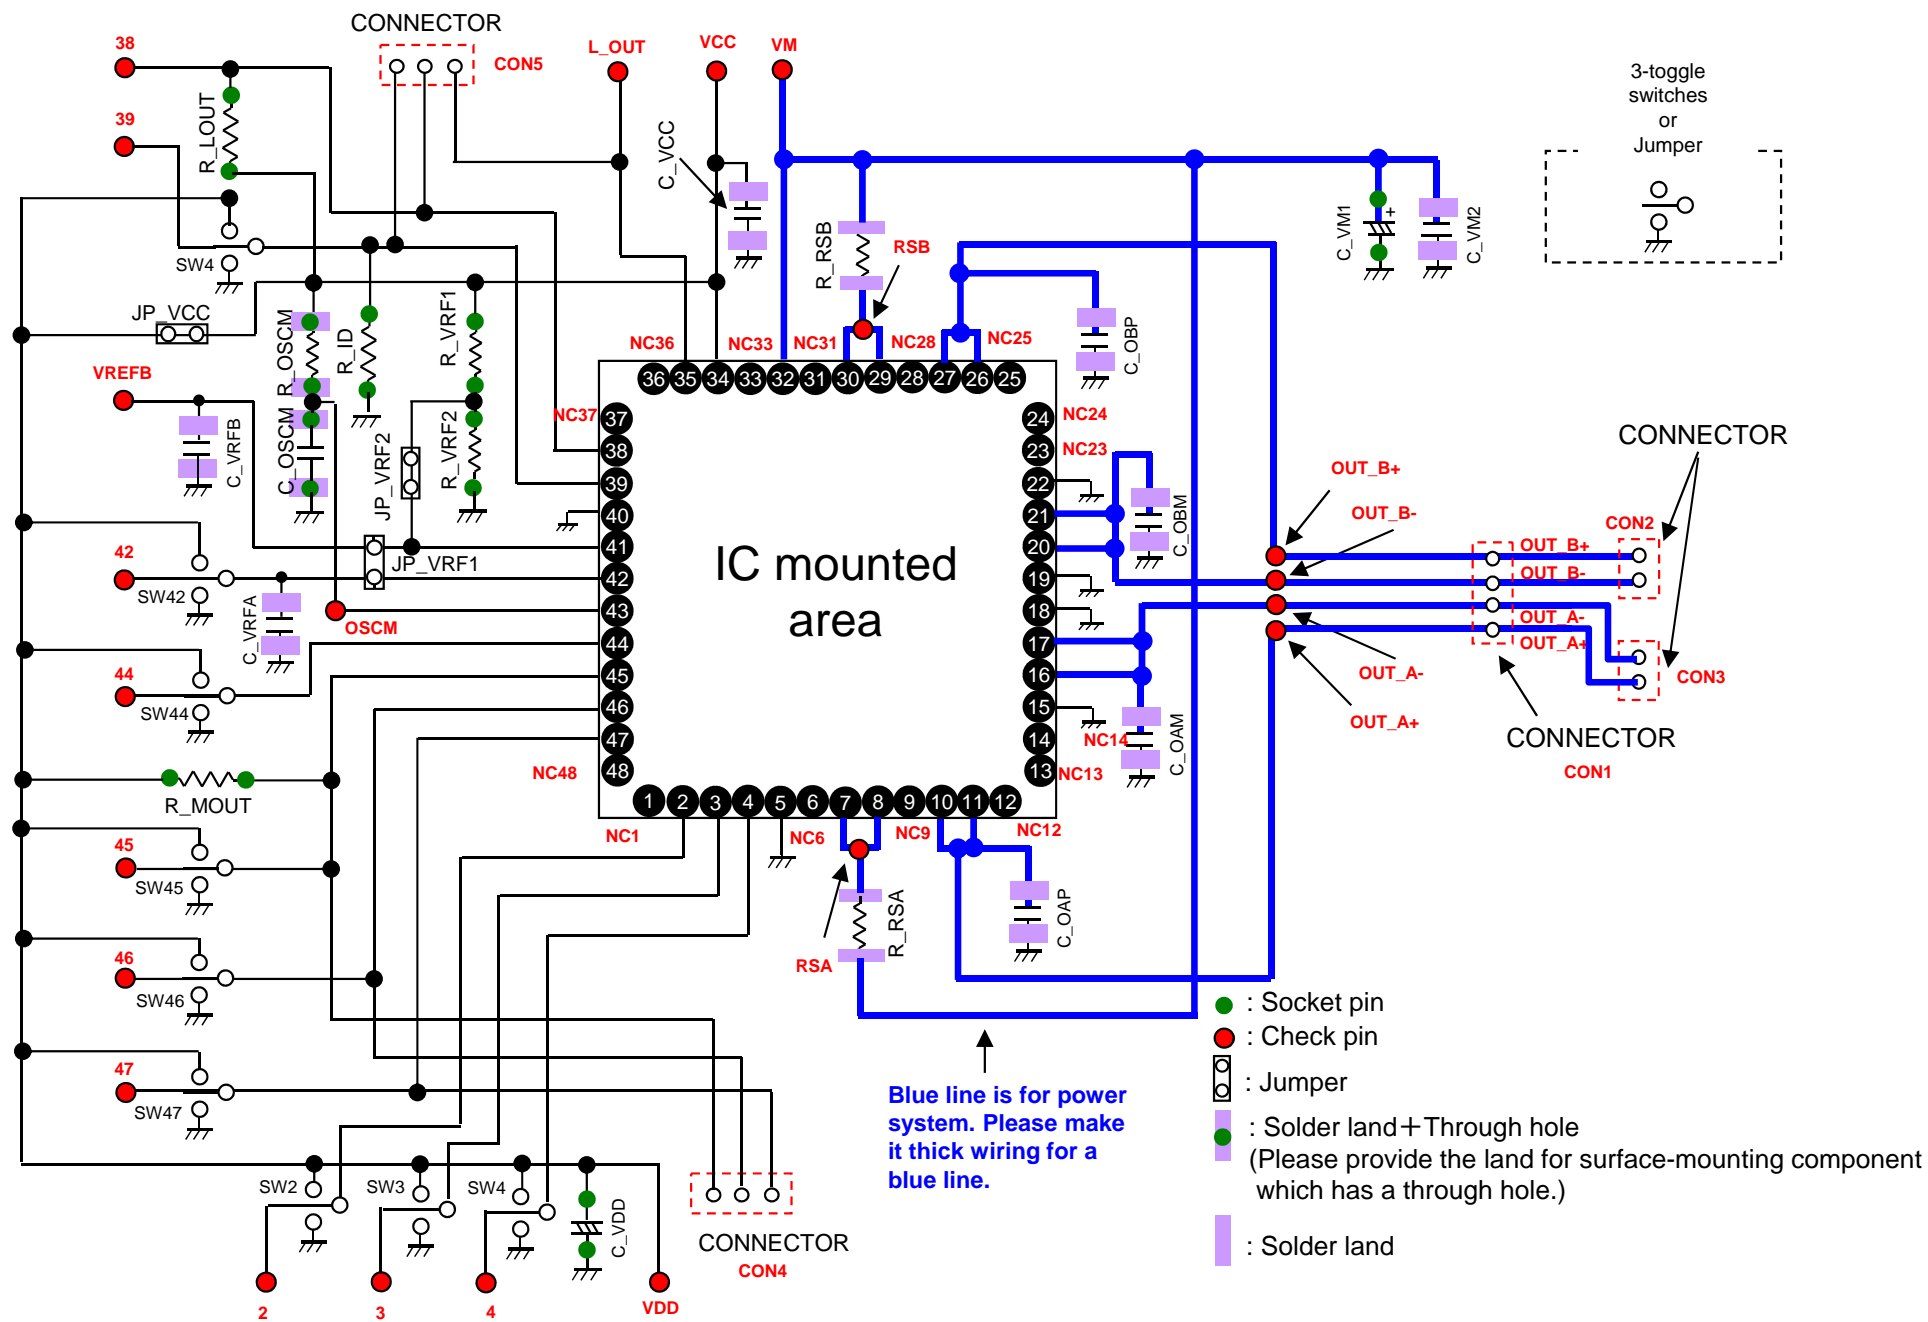 CONNECTOR
38
CON5
L_OUT
VCC
VM
3-toggle
switches
or
Jumper
39
R_LOUT
C_VCC
SW4
R_RSB
RSB
C_VM1
+
C_VM2
JP_VCC
R_OSCM
R_ID
R_VRF1
C_OBP
NC36
NC33
NC31
NC28
NC25
VREFB
36
35
34
33
32
31
30
29
28
27
26
25
C_VRFB
C_OSCM
JP_VRF2
R_VRF2
NC37
37
38
39
40
41
42
43
44
45
46
47
48
24
23
22
21
20
19
18
17
16
15
14
13
NC24
NC23
CONNECTOR
OUT_B+
OUT_B-
C_OBM
CON2
OUT_B+
OUT_B-
OUT_A-
OUT_A+
IC mounted
area
42
JP_VRF1
SW42
C_VRFA
OSCM
44
SW44
OUT_A-
OUT_A+
CON3
CONNECTOR
CON1
NC14
NC13
C_OAM
NC48
R_MOUT
1
2
3
4
5
6
7
8
9
10
11
12
NC1
NC6
NC9
NC12
45
SW45
R_RSA
C_OAP
RSA
46
SW46
47
SW47
: Socket pin
: Check pin
: Jumper
: Solder land＋Through hole
(Please provide the land for surface-mounting component
which has a through hole.)
: Solder land
Blue line is for power
system. Please make
it thick wiring for a
blue line.
SW2
SW3
SW4
C_VDD
CONNECTOR
CON4
2
3
4
VDD